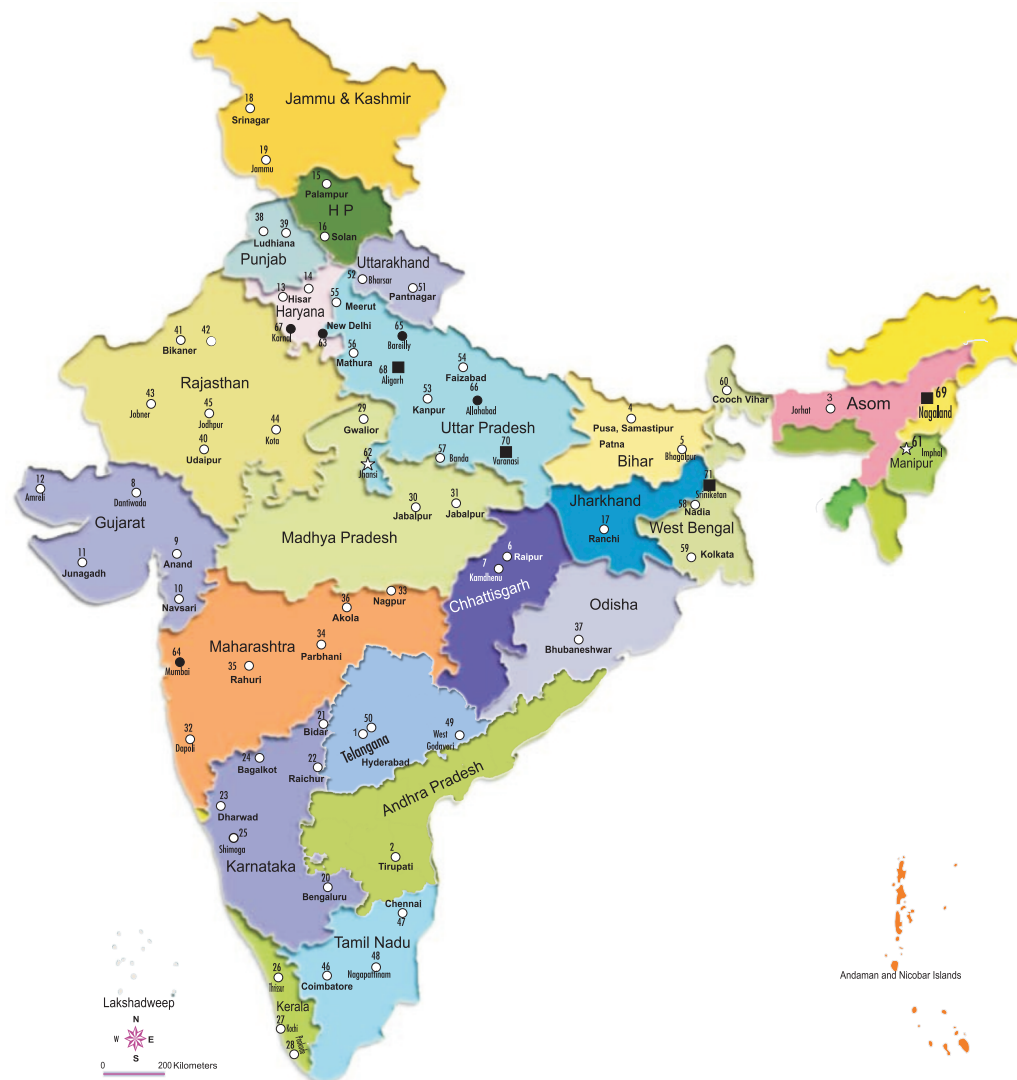 18
Jammu & Kashmir
Srinagar
19
Jammu
15
Palampur
H P
16
Solan
38
39
Ludhiana
Punjab
Uttarakhand
52
Bharsar
51
Pantnagar
14
13
Hisar
Haryana
55
Meerut
67
Karnal
New Delhi
63
65
Bareilly
41
42
Bikaner
56
Mathura
68
Aligarh
54
Faizabad
Rajasthan
43
Jobner
45
Jodhpur
44
Kota
40
Udaipur
53
Kanpur
66
Allahabad
Uttar Pradesh
29
Gwalior
62
Jhansi
57
Banda
70
Varanasi
4
Pusa, Samastipur
Patna
5
Bhagalpur
Bihar
60
Cooch Vihar
3
Jorhat
Asom
69
Nagaland
61
Imphal
Manipur
12
Amreli
8
Dantiwada
Gujarat
11
Junagadh
9
Anand
10
Navsari
30
Jabalpur
31
Jabalpur
Madhya Pradesh
Jharkhand
17
Ranchi
71
Sriniketan
58
Nadia
West Bengal
59
Kolkata
6
Raipur
7
Kamdhenu
Chhattisgarh
Odisha
37
Bhubaneshwar
33
Nagpur
36
Akola
34
Parbhani
Maharashtra
64
Mumbai
35
Rahuri
32
Dapoli
21
Bidar
50
1
Telangana
Hyderabad
49
West
Godavari
24
Bagalkot
22
Raichur
Andhra Pradesh
23
Dharwad
25
Shimoga
Karnataka
2
Tirupati
20
Bengaluru
Chennai
47
Tamil Nadu
46
Coimbatore
48
Nagapattinam
26
Thrissur
Kerala
27
Kochi
28
Lakshadweep
N
W
E
S
0
200 Kilometers
Andaman and Nicobar Islands